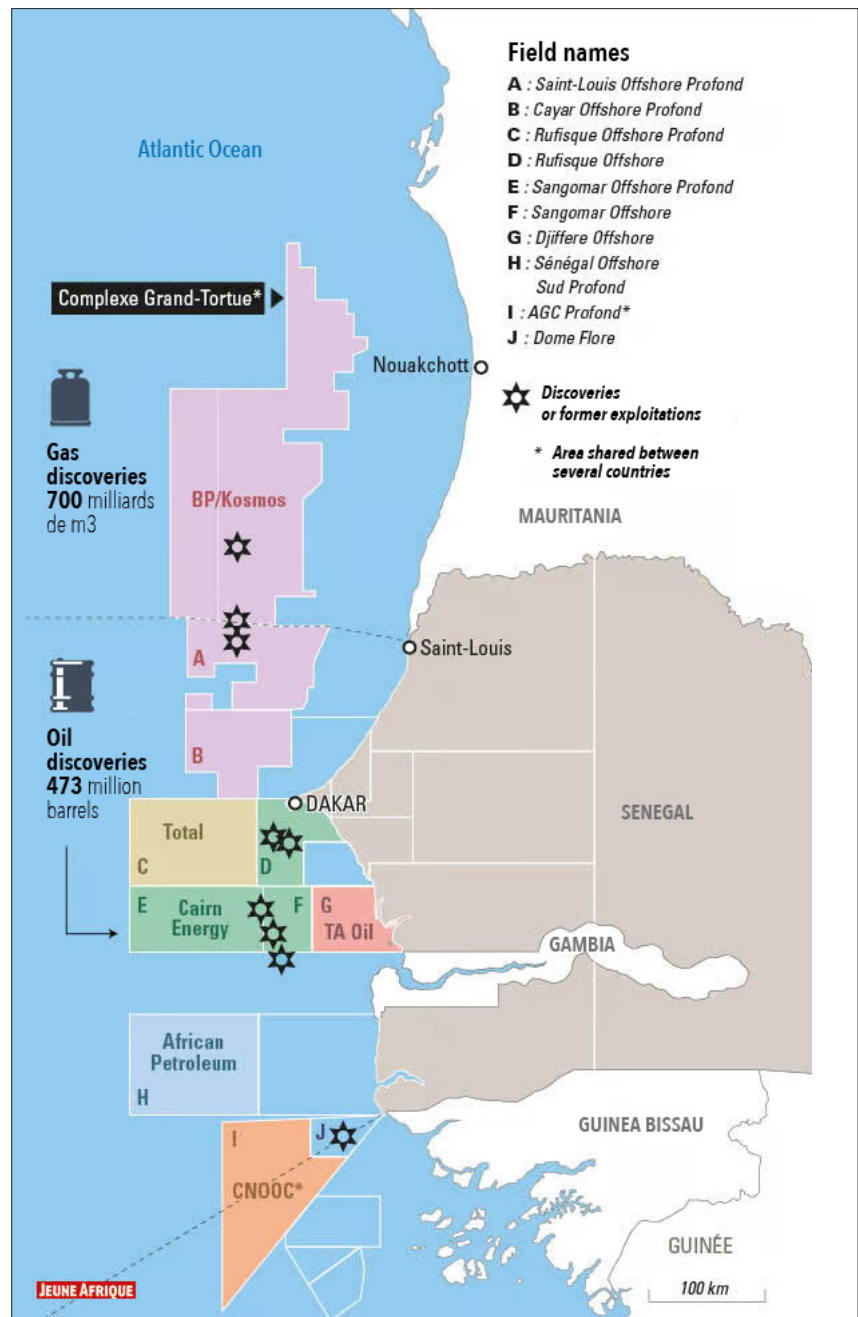 Field names
A : Saint-Louis Offshore Profond
B : Cayar Offshore Profond
C : Rufisque Offshore Profond
D : Rufisque Offshore
E : Sangomar Offshore Profond
F : Sangomar Offshore
G : Djiffere Offshore
H : Sénégal Offshore
Sud Profond
I : AGC Profond*
J : Dome Flore
Discoveries
or former exploitations
* Area shared between
several countries
Atlantic Ocean
Complexe Grand-Tortue*
Nouakchott
Gas
discoveries
700 milliards
de m3
BP/Kosmos
MAURITANIA
A
Saint-Louis
Oil
discoveries
473 million
barrels
B
DAKAR
SENEGAL
Total
C
D
E
Cairn
Energy
F
G
TA Oil
GAMBIA
African
Petroleum
H
I
J
GUINEA BISSAU
CNOOC*
GUINÉE
100 km
JEUNE AFRIQUE